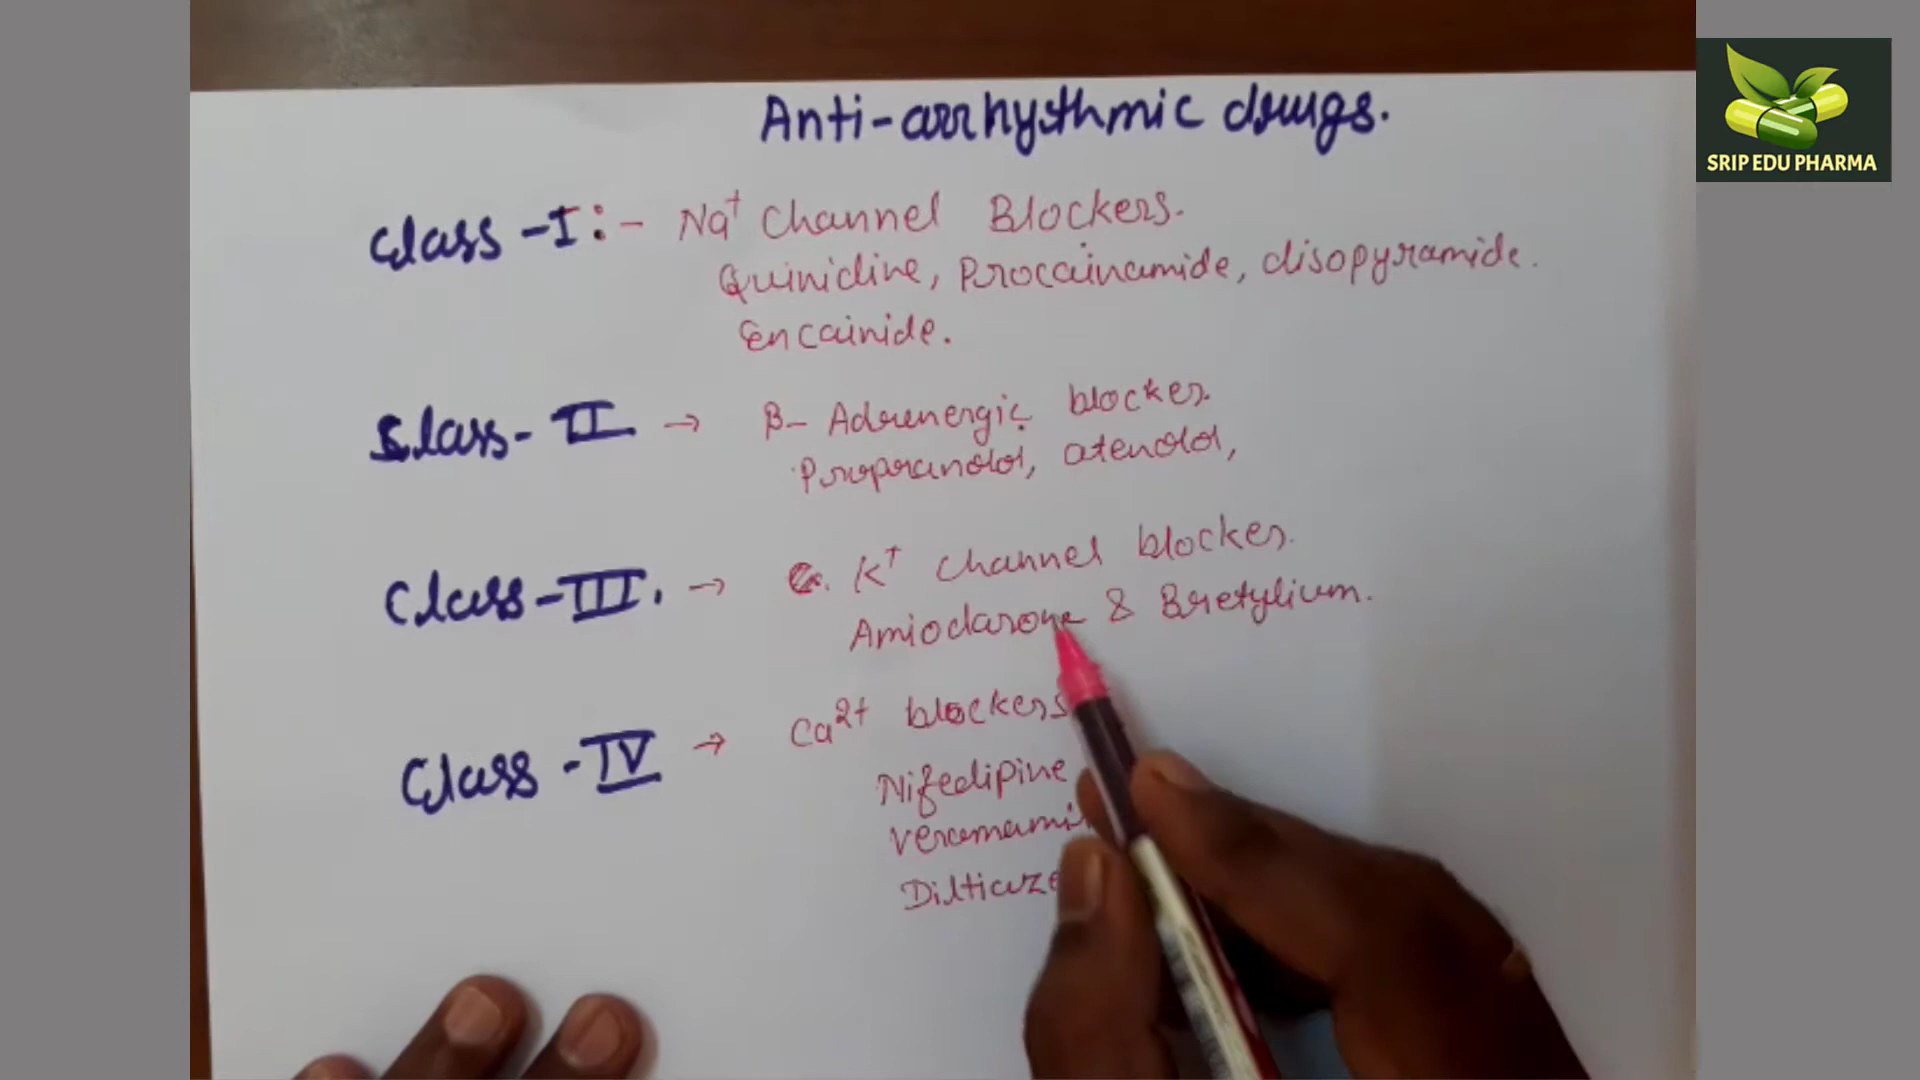 Anti-arrhythmic drugs.
Class -I :- Na+ Channel Blockers.
Quinidine, Procainamide, disopyramide.
Encainide.
Class- II → β- Adrenergic blocker.
Propranolol, atenolol,
Class-III. → K+ channel blocker.
Amiodarone & Bretylium.
Class -IV → Ca2+ blockers
Nifedipine
SRIP EDU PHARMA